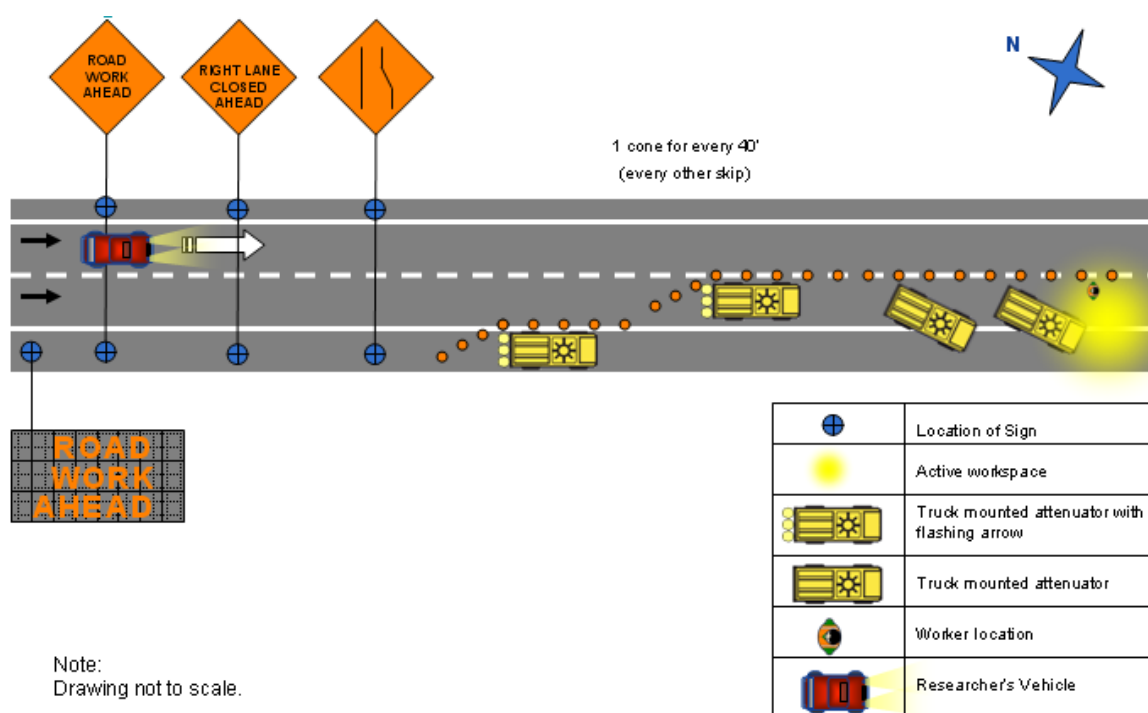 ROAD
WORK
AHEAD
RIGHT LANE
CLOSED
AHEAD
N
1 cone for every 40'
(every other skip)
ROAD
WORK
AHEAD
Location of Sign
Active workspace
Truck mounted attenuator with
flashing arrow
Truck mounted attenuator
Worker location
Researcher's Vehicle
Note:
Drawing not to scale.